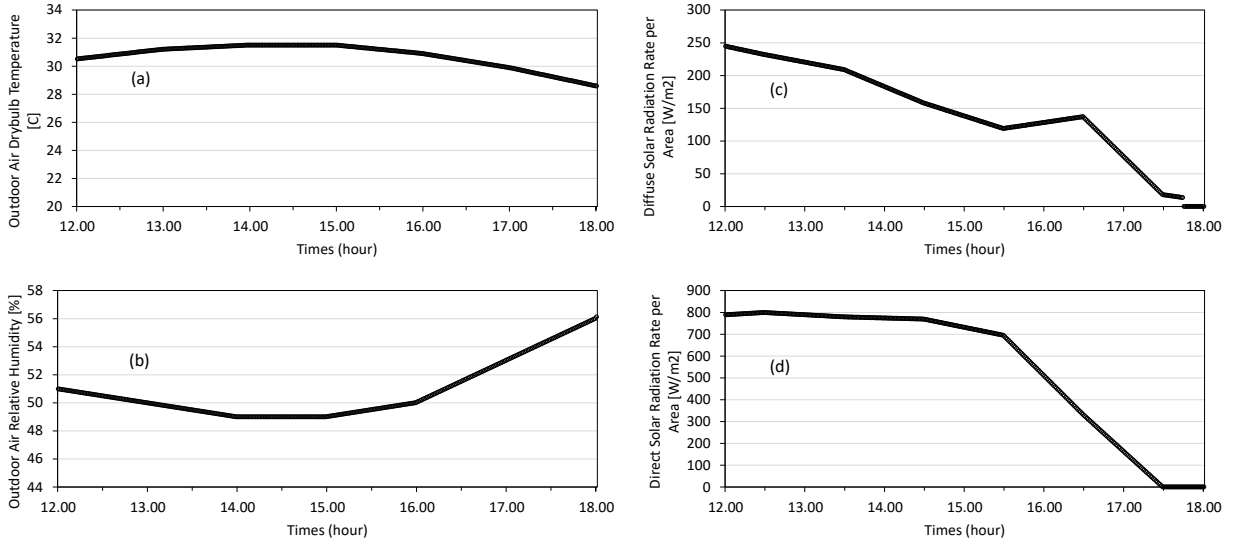 Outdoor Air Drybulb Temperature
[C]
34
32
30
28
26
24
22
20
(a)
12.00 13.00 14.00 15.00 16.00 17.00 18.00
Times (hour)
Diffuse Solar Radiation Rate per
Area [W/m2]
300
250
200
150
100
50
0
(c)
12.00 13.00 14.00 15.00 16.00 17.00 18.00
Times (hour)
Outdoor Air Relative Humidity [%]
58
56
54
52
50
48
46
44
(b)
12.00 13.00 14.00 15.00 16.00 17.00 18.00
Times (hour)
Direct Solar Radiation Rate per
Area [W/m2]
900
800
700
600
500
400
300
200
100
0
(d)
12.00 13.00 14.00 15.00 16.00 17.00 18.00
Times (hour)